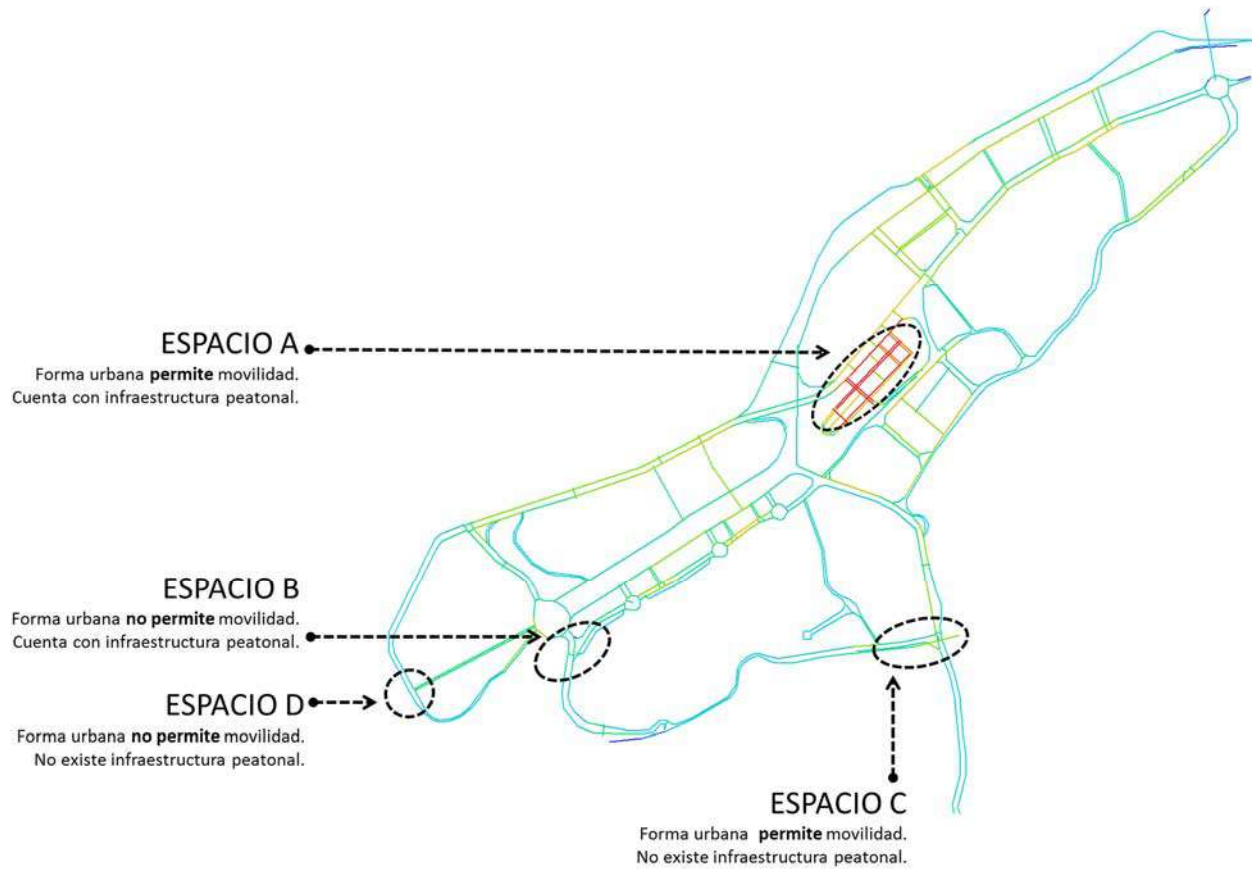 ESPACIO A
Forma urbana permite movilidad.
Cuenta con infraestructura peatonal.
ESPACIO B
Forma urbana no permite movilidad.
Cuenta con infraestructura peatonal.
ESPACIO D
Forma urbana no permite movilidad.
No existe infraestructura peatonal.
ESPACIO C
Forma urbana permite movilidad.
No existe infraestructura peatonal.